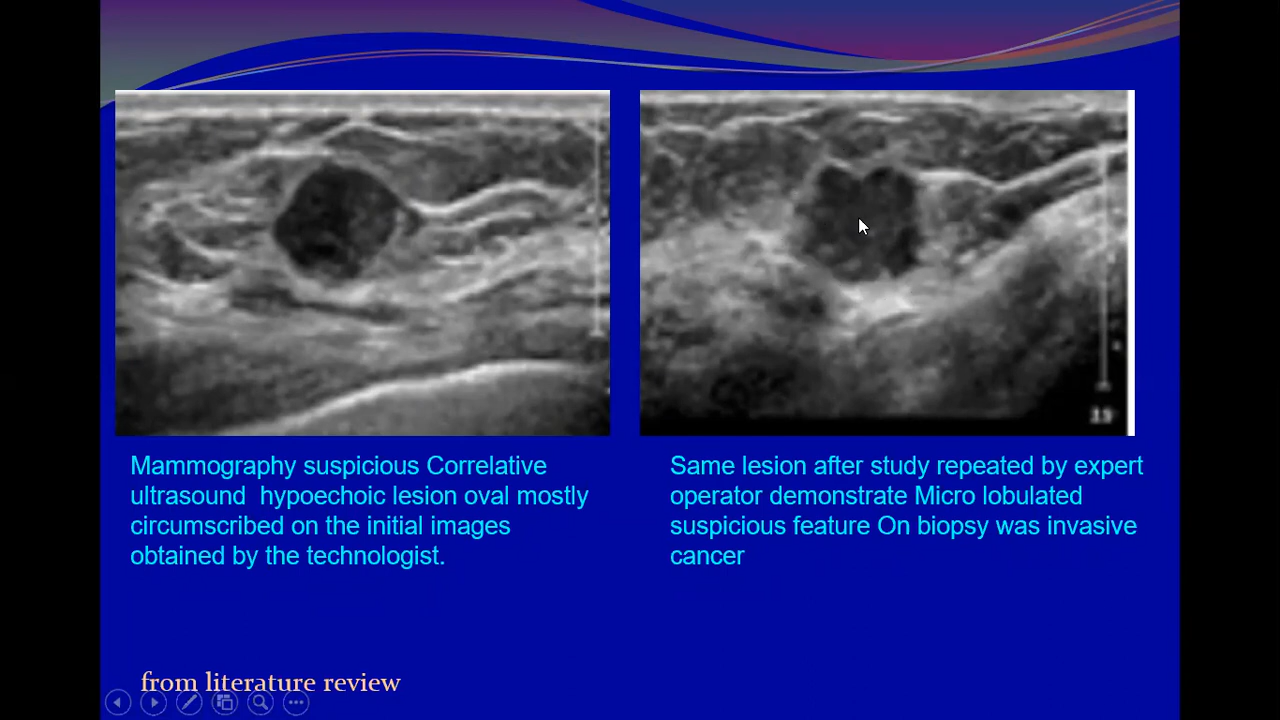 Mammography suspicious Correlative
ultrasound  hypoechoic lesion oval mostly
circumscribed on the initial images
obtained by the technologist.
Same lesion after study repeated by expert
operator demonstrate Micro lobulated
suspicious feature On biopsy was invasive
cancer
from literature review